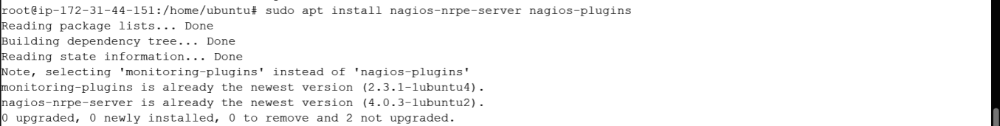 root@ip-172-31-44-151:/home/ubuntu# sudo apt install nagios-nrpe-server nagios-plugins
Reading package lists... Done
Building dependency tree... Done
Reading state information... Done
Note, selecting 'monitoring-plugins' instead of 'nagios-plugins'
monitoring-plugins is already the newest version (2.3.1-1ubuntu4).
nagios-nrpe-server is already the newest version (4.0.3-1ubuntu2).
0 upgraded, 0 newly installed, 0 to remove and 2 not upgraded.